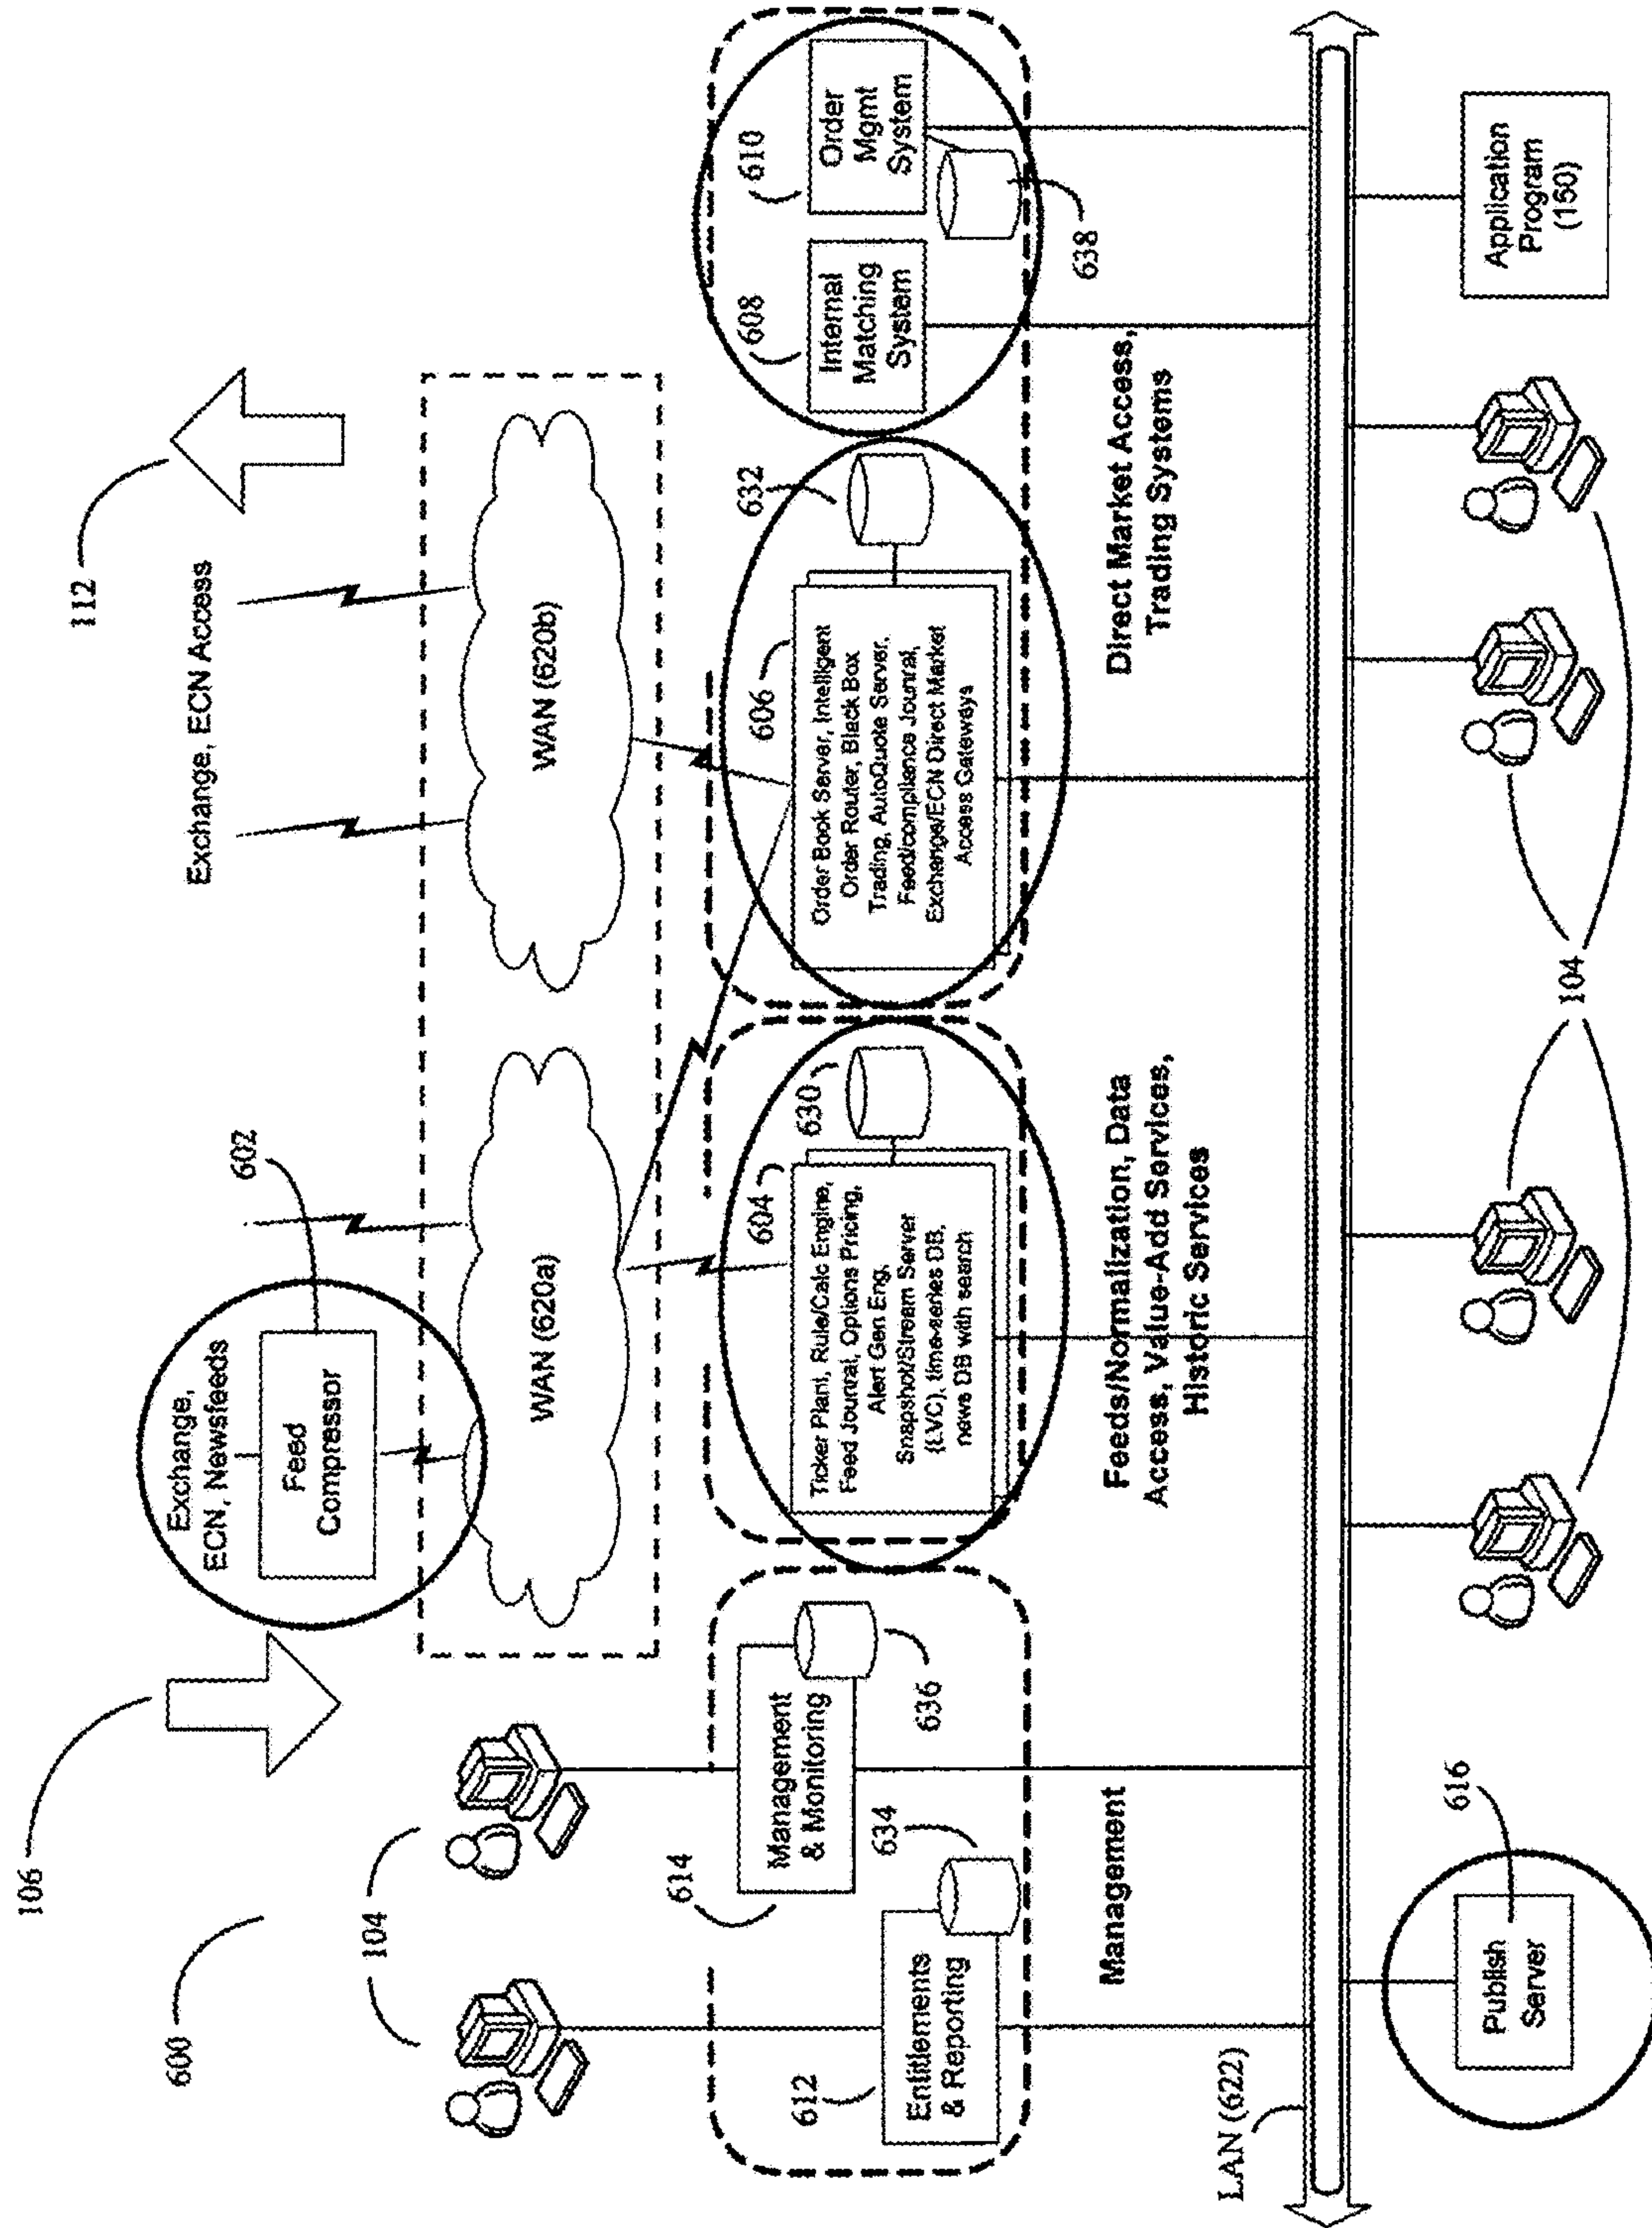 600
106
112
Exchange,
ECN, Newsfeeds
Feed
Compressor
602
Exchange, ECN Access
104
WAN (620a)
WAN (620b)
614
Management
& Monitoring
636
612
Entitlements
& Reporting
634
604
Ticker Plant, Rule/Calc Engine,
Feed Jounral, Options Pricing,
Alert Gen Eng,
Snapshot/Stream Server
(LVC), time-series DB,
news DB with search
630
606
Order Book Server, Intelligent
Order Router, Black Box
Trading, AutoQuote Server,
Feed/compliance Jounral,
Exchange/ECN Direct Market
Access Gateways
632
608
Internal
Matching
System
610
Order
Mgmt
System
638
Management
Feeds/Normalization, Data
Access, Value-Add Services,
Historic Services
Direct Market Access,
Trading Systems
LAN (622)
Publish
Server
616
104
Application
Program
(150)